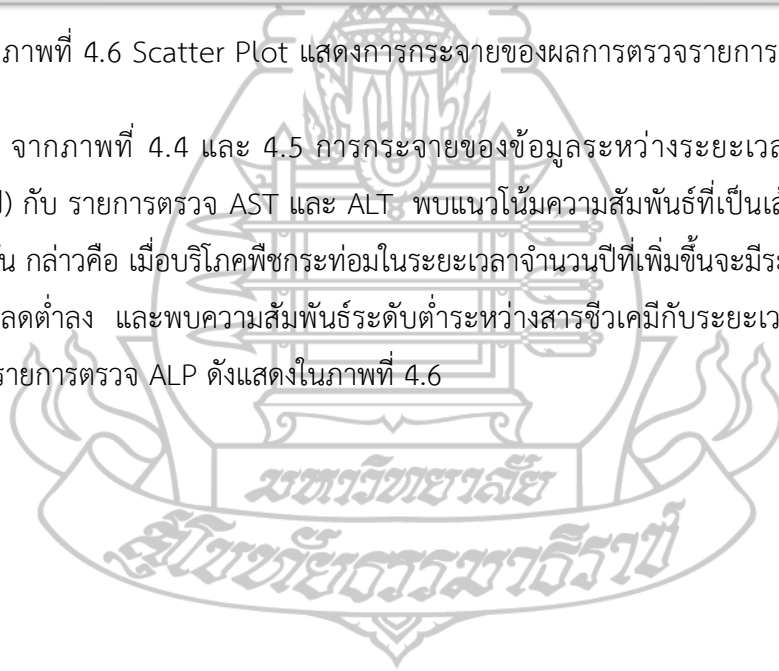 ภาพที่ 4.6 Scatter Plot แสดงการกระจายของผลการตรวจรายการ
จากภาพที่ 4.4 และ 4.5 การกระจายของข้อมูลระหว่างระยะเวล
) กับ รายการตรวจ AST และ ALT พบแนวโน้มความสัมพันธ์ที่เป็นเส้
น กล่าวคือ เมื่อบริโภคพืชกระท่อมในระยะเวลาจำนวนปีที่เพิ่มขึ้นจะมีระ
ลดต่ำลง และพบความสัมพันธ์ระดับต่ำระหว่างสารชีวเคมีกับระยะเว
รายการตรวจ ALP ดังแสดงในภาพที่ 4.6
มหาวิทยาลัย
สุโขทัยธรรมาธิราช